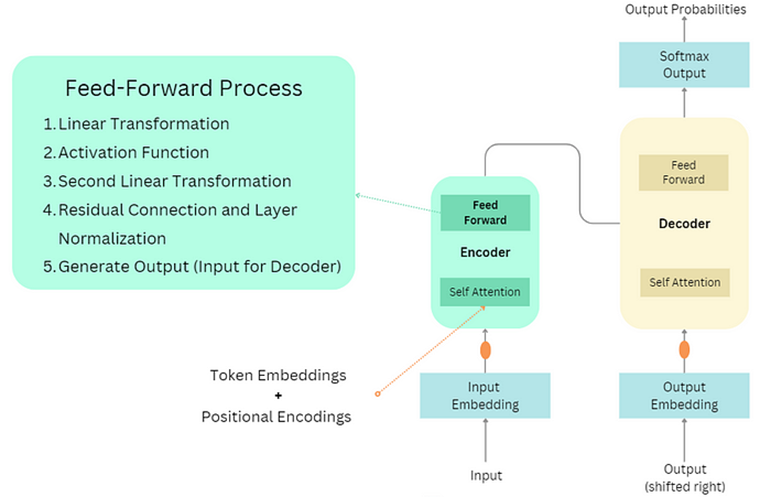 Output Probabilities
Softmax
Output
Feed-Forward Process
1. Linear Transformation
2. Activation Function
3. Second Linear Transformation
4. Residual Connection and Layer
Normalization
5. Generate Output (Input for Decoder)
Feed
Forward
Encoder
Self Attention
Feed
Forward
Decoder
Self Attention
Token Embeddings
+
Positional Encodings
Input
Embedding
Output
Embedding
Input
Output
(shifted right)